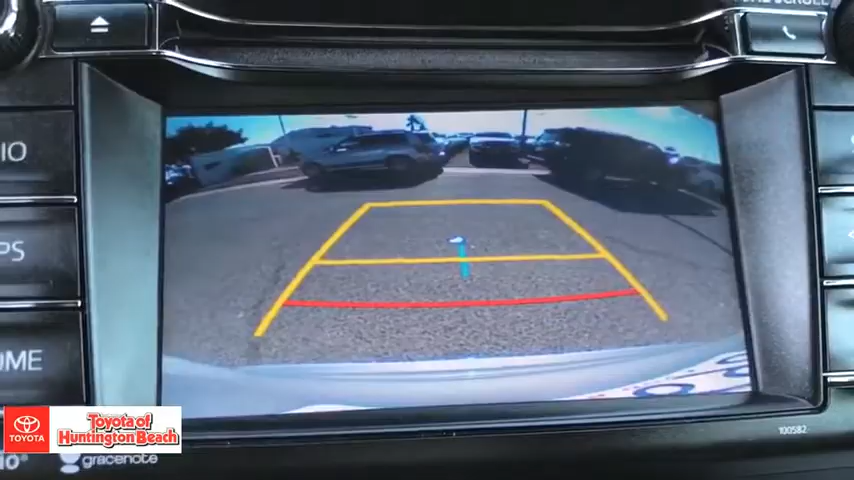 IO
PS
OME
TOYOTA
Toyota of
Huntington Beach
gracenote
100582